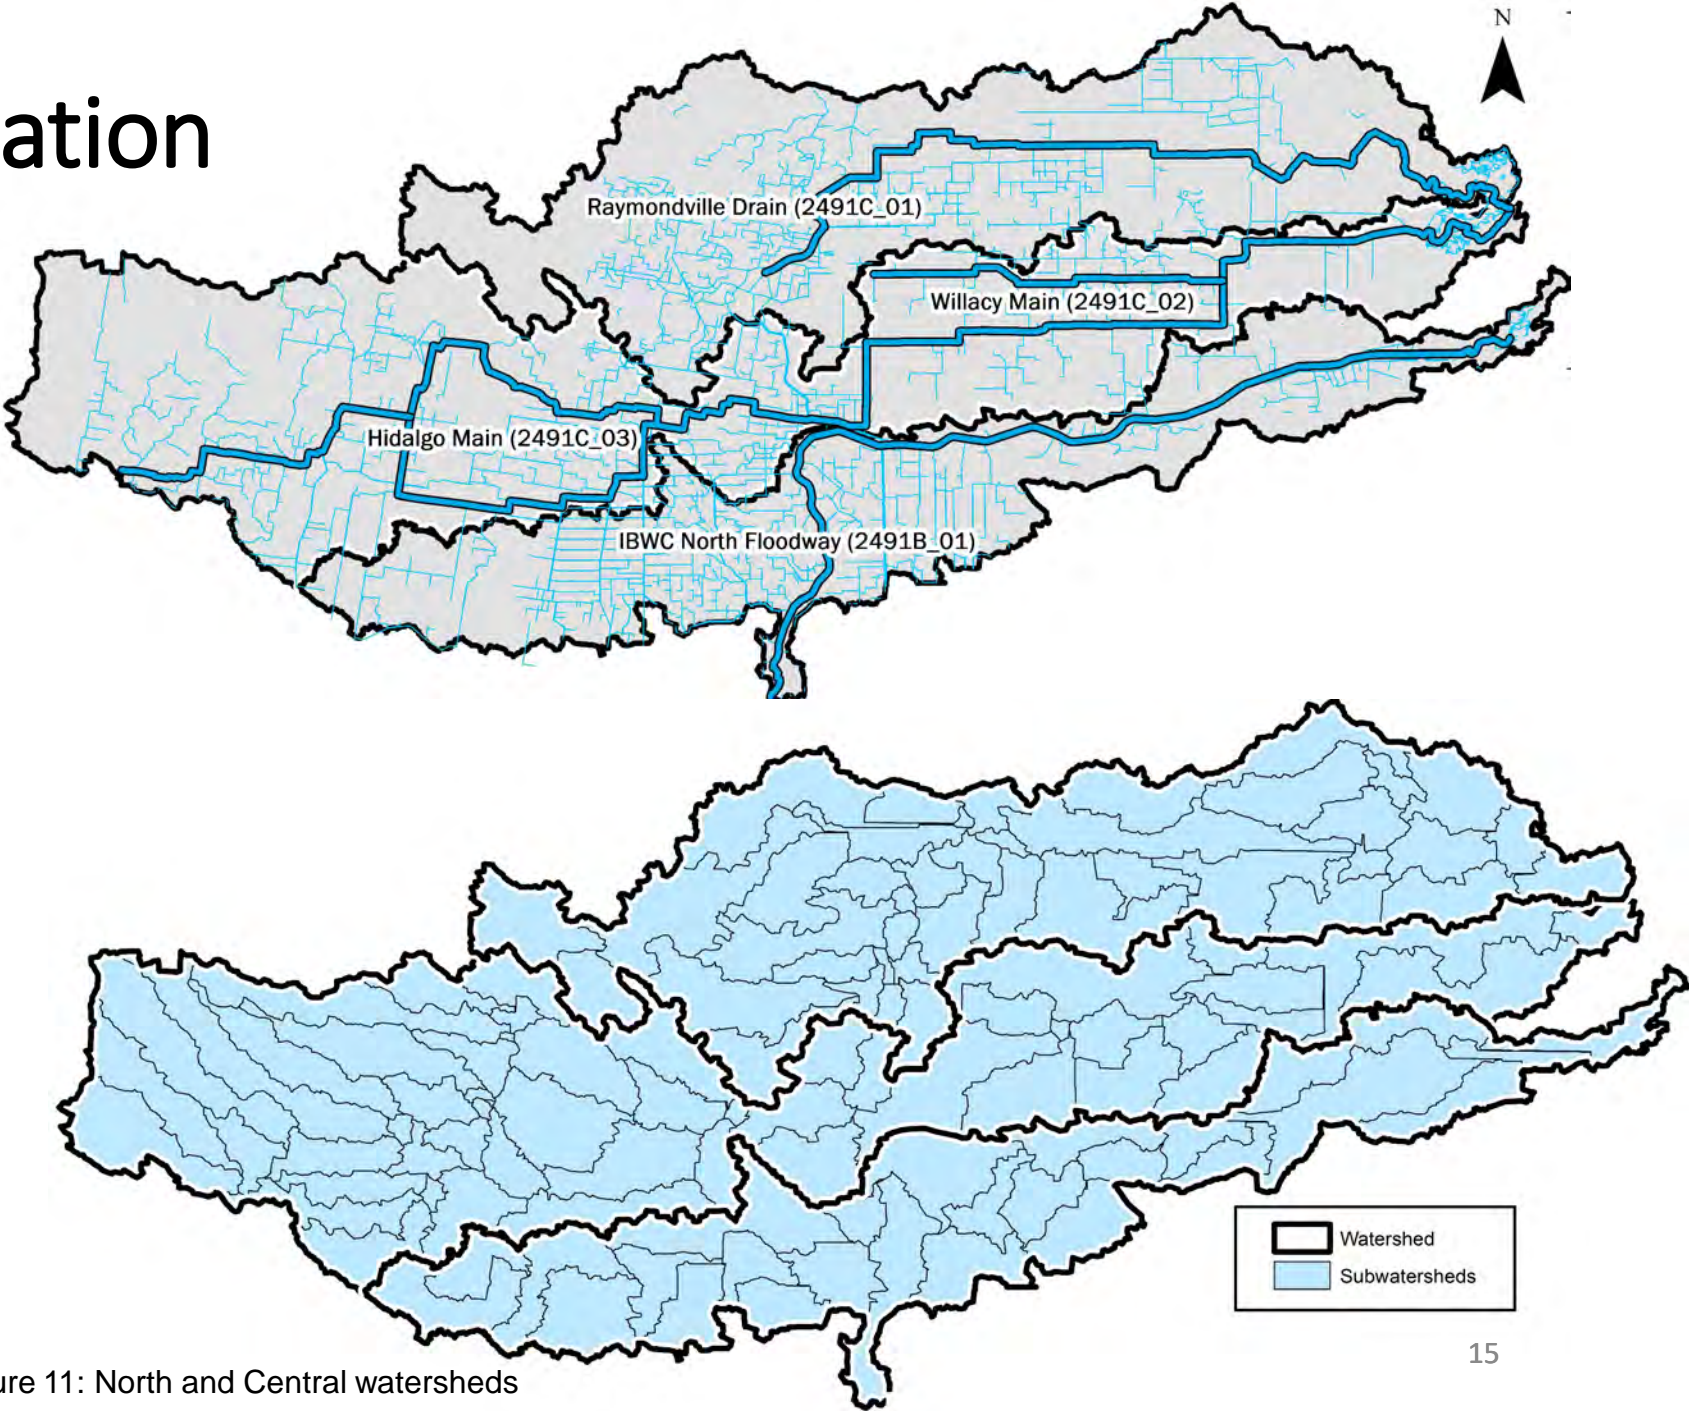 ation
N
Raymondville Drain (2491C_01)
Willacy Main (2491C_02)
Hidalgo Main (2491C_03)
IBWC North Floodway (2491B_01)
Watershed
Subwatersheds
15
ure 11: North and Central watersheds